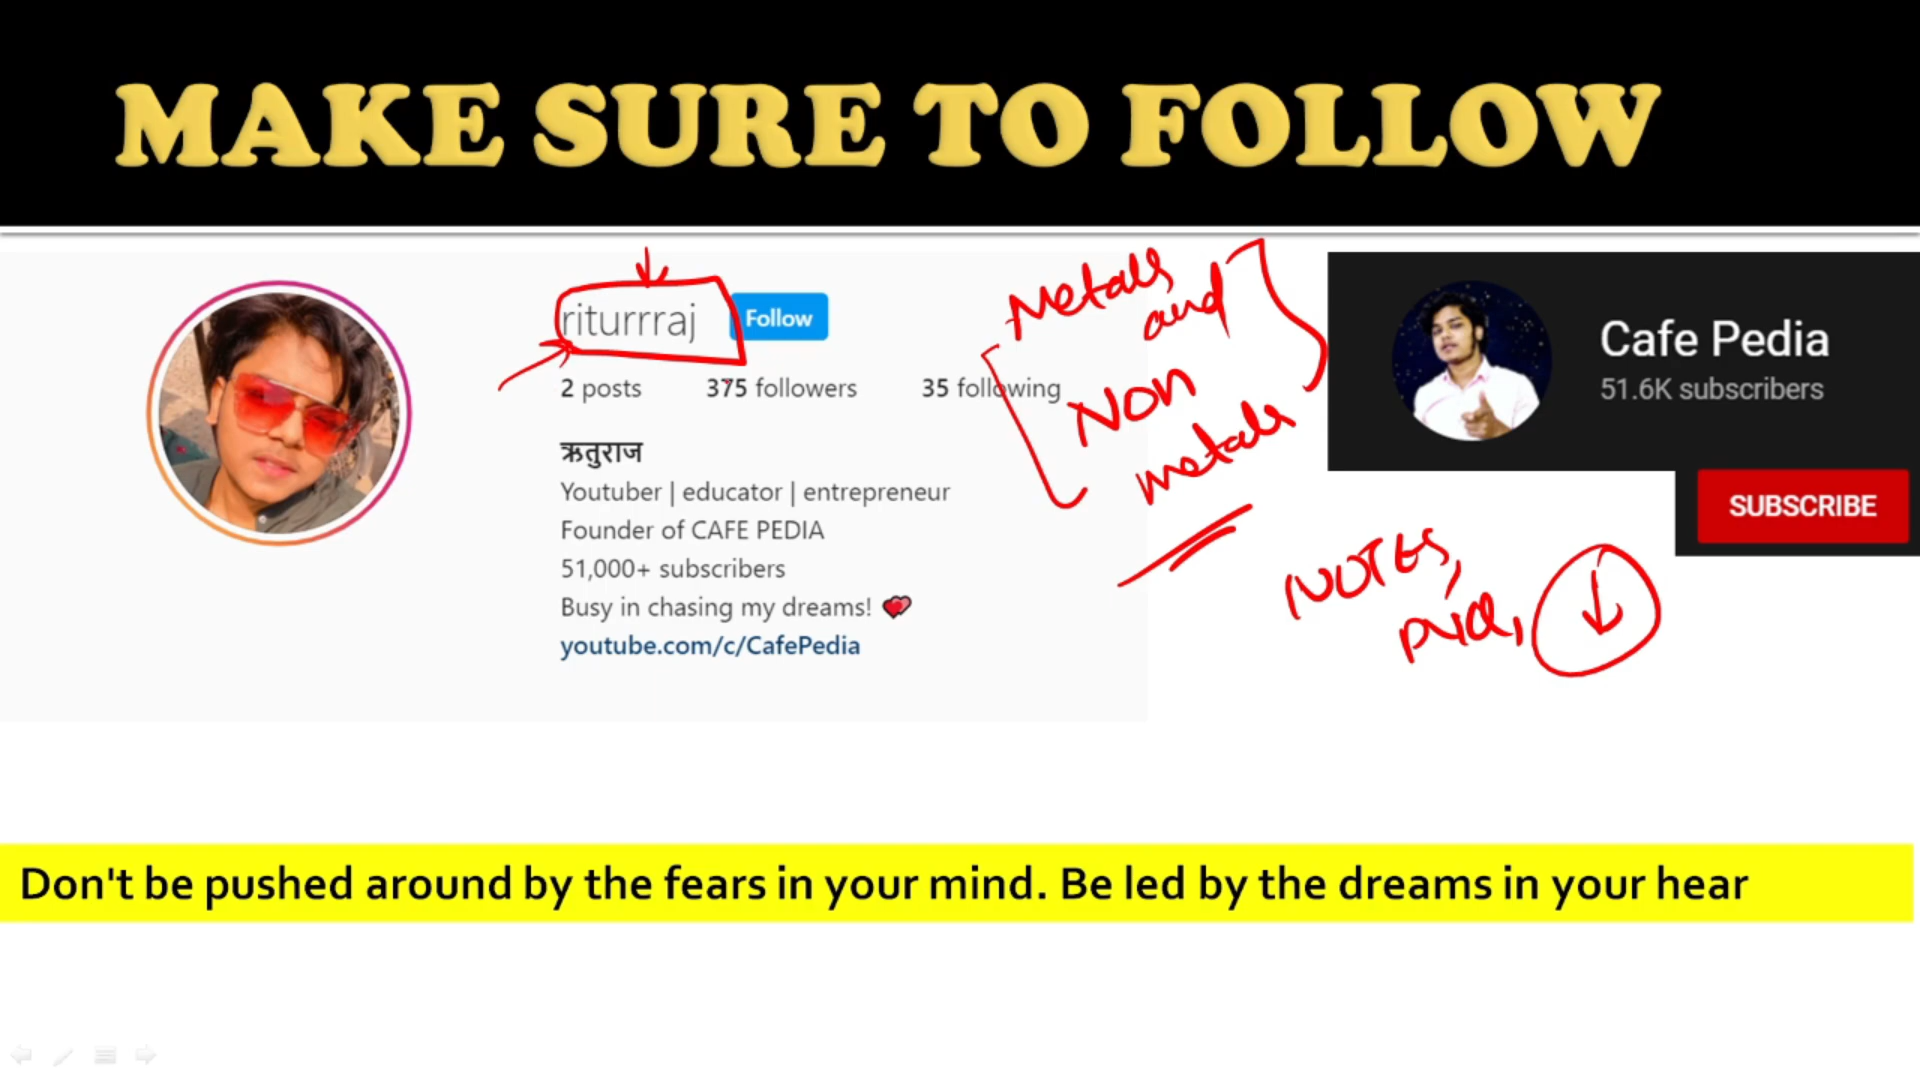 MAKE SURE TO FOLLOW
riturrraj Follow
2 posts 375 followers 35 following
ऋतुराज
Youtuber | educator | entrepreneur
Founder of CAFE PEDIA
51,000+ subscribers
Busy in chasing my dreams!
youtube.com/c/CafePedia
Metals
and
Non
metals
Cafe Pedia
51.6K subscribers
SUBSCRIBE
NOTES,
Don't be pushed around by the fears in your mind. Be led by the dreams in your hear